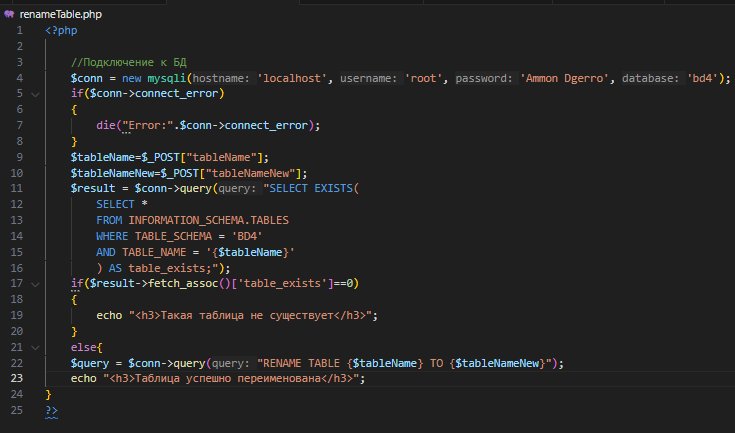 renameTable.php
1 <?php
2
3 //Подключение к БД
4 $conn = new mysqli(hostname: 'localhost', username: 'root', password: 'Ammon Dgerro', database: 'bd4');
5 if($conn->connect_error)
6 {
7 die("Error:".$conn->connect_error);
8 }
9 $tableName=$_POST["tableName"];
10 $tableNameNew=$_POST["tableNameNew"];
11 $result = $conn->query(query: "SELECT EXISTS(
12 SELECT *
13 FROM INFORMATION_SCHEMA.TABLES
14 WHERE TABLE_SCHEMA = 'BD4'
15 AND TABLE_NAME = '{$tableName}'
16 ) AS table_exists;");
17 if($result->fetch_assoc()['table_exists']==0)
18 {
19 echo "<h3>Такая таблица не существует</h3>";
20 }
21 else{
22 $query = $conn->query(query: "RENAME TABLE {$tableName} TO {$tableNameNew}");
23 echo "<h3>Таблица успешно переименована</h3>";
24 }
25 ?>